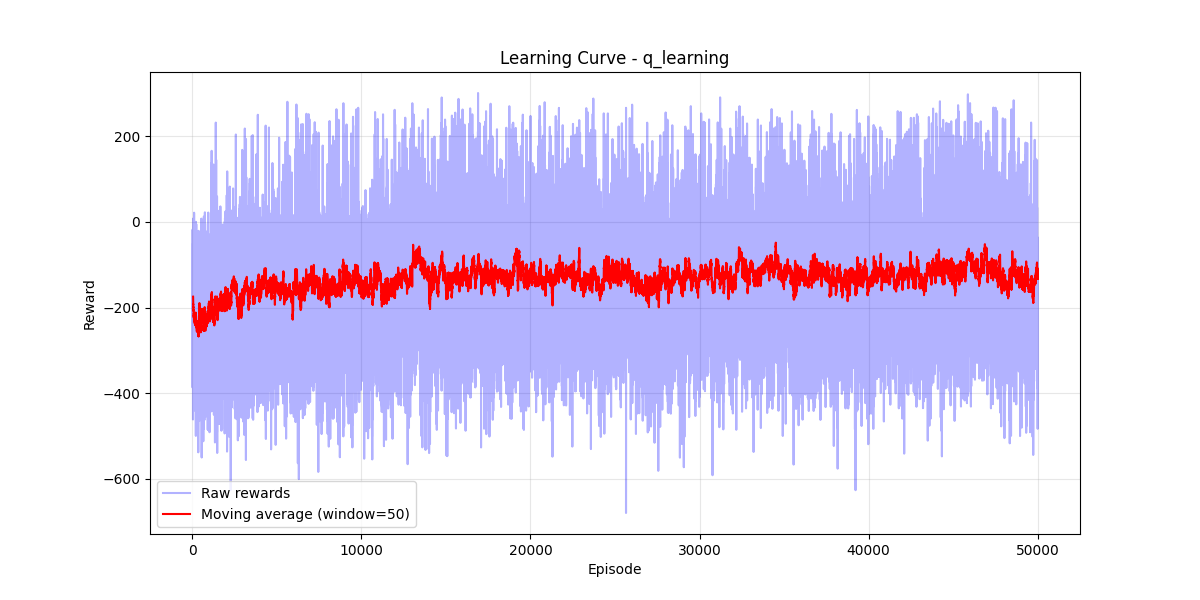 Learning Curve - q_learning
Reward
200
0
−200
−400
−600
Raw rewards
Moving average (window=50)
0
10000
20000
30000
40000
50000
Episode